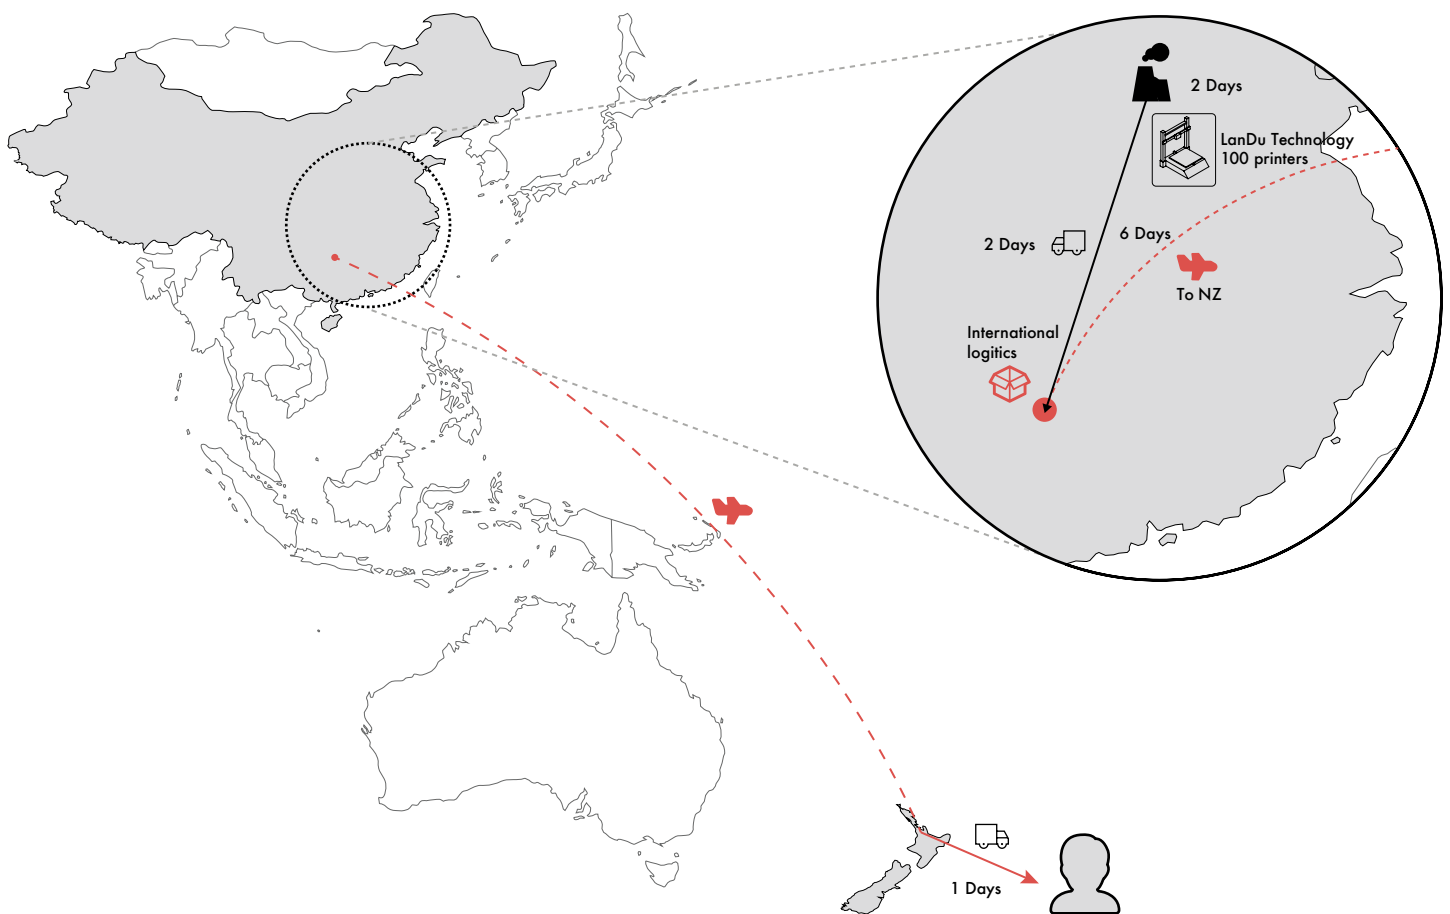 2 Days
LanDu Technology
100 printers
2 Days
6 Days
To NZ
International
logitics
1 Days